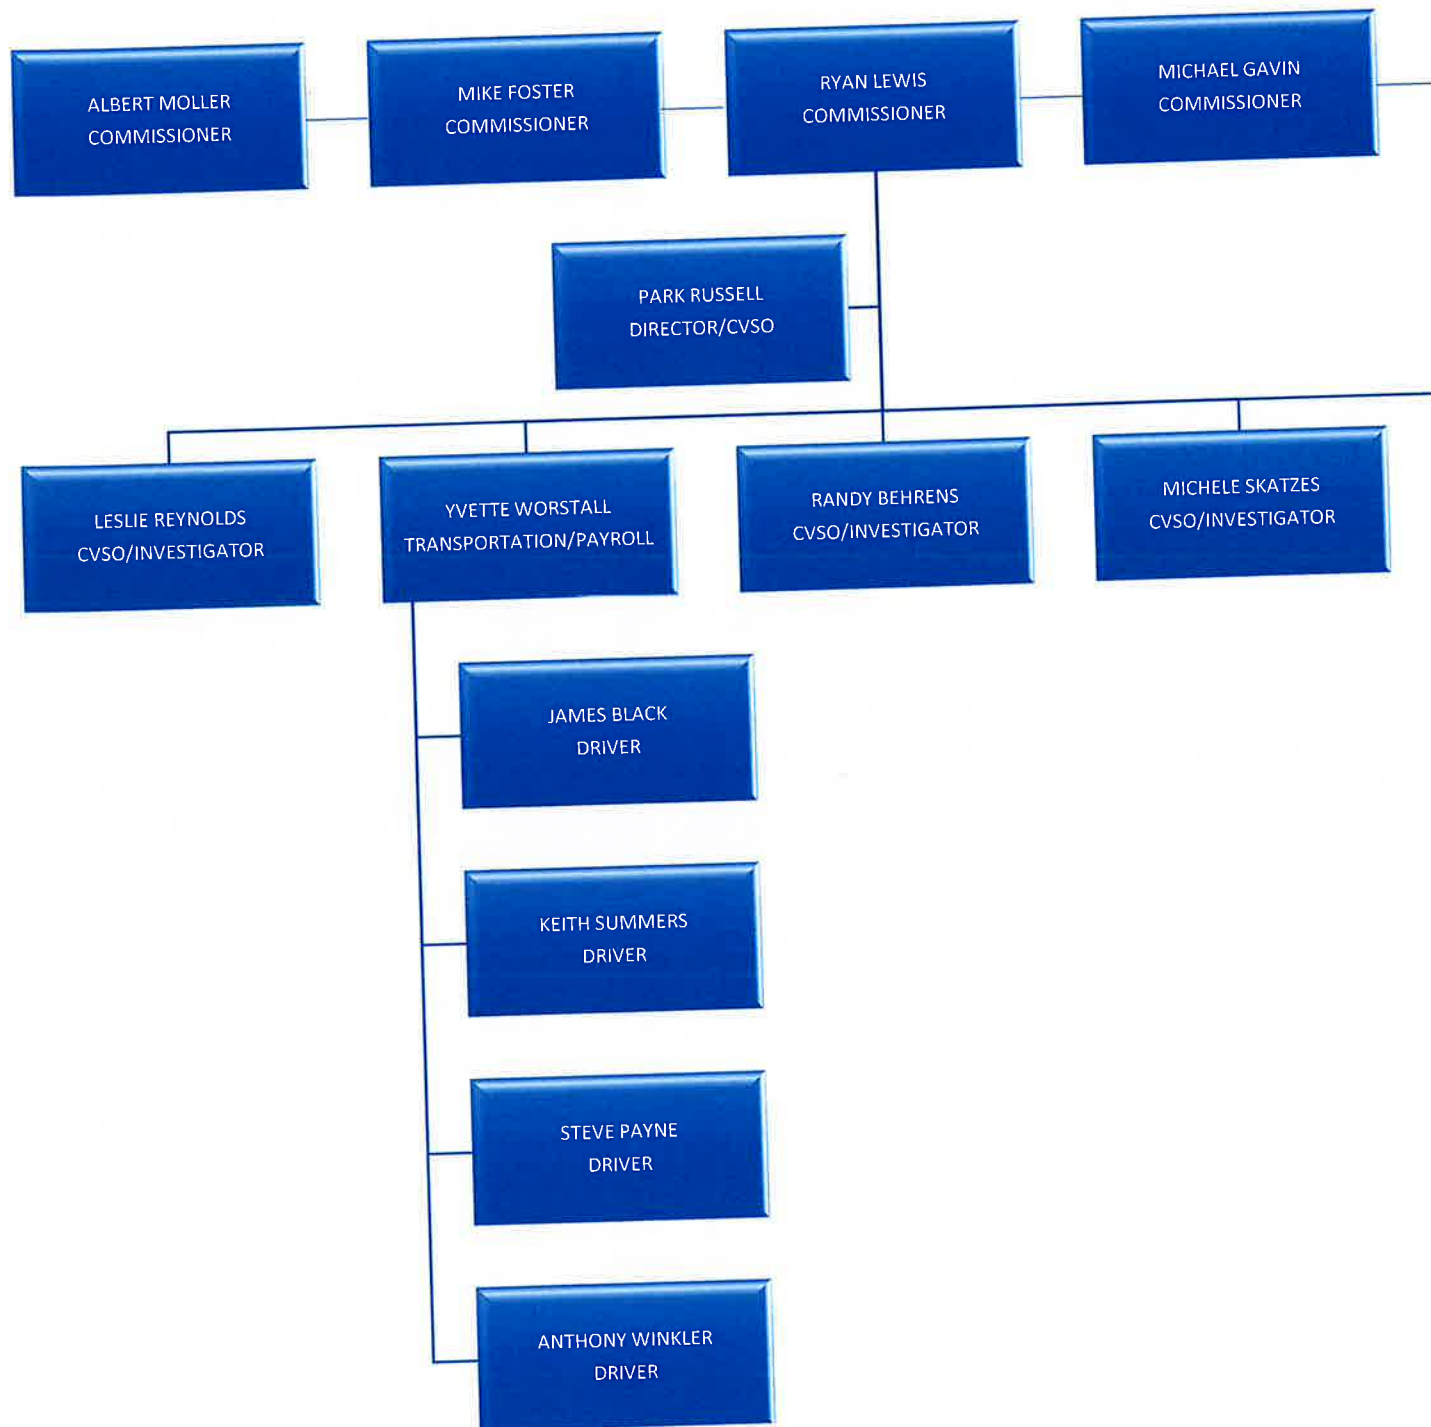 ALBERT MOLLER
COMMISSIONER
MIKE FOSTER
COMMISSIONER
RYAN LEWIS
COMMISSIONER
MICHAEL GAVIN
COMMISSIONER
PARK RUSSELL
DIRECTOR/CVSO
LESLIE REYNOLDS
CVSO/INVESTIGATOR
YVETTE WORSTALL
TRANSPORTATION/PAYROLL
RANDY BEHRENS
CVSO/INVESTIGATOR
MICHELE SKATZES
CVSO/INVESTIGATOR
JAMES BLACK
DRIVER
KEITH SUMMERS
DRIVER
STEVE PAYNE
DRIVER
ANTHONY WINKLER
DRIVER